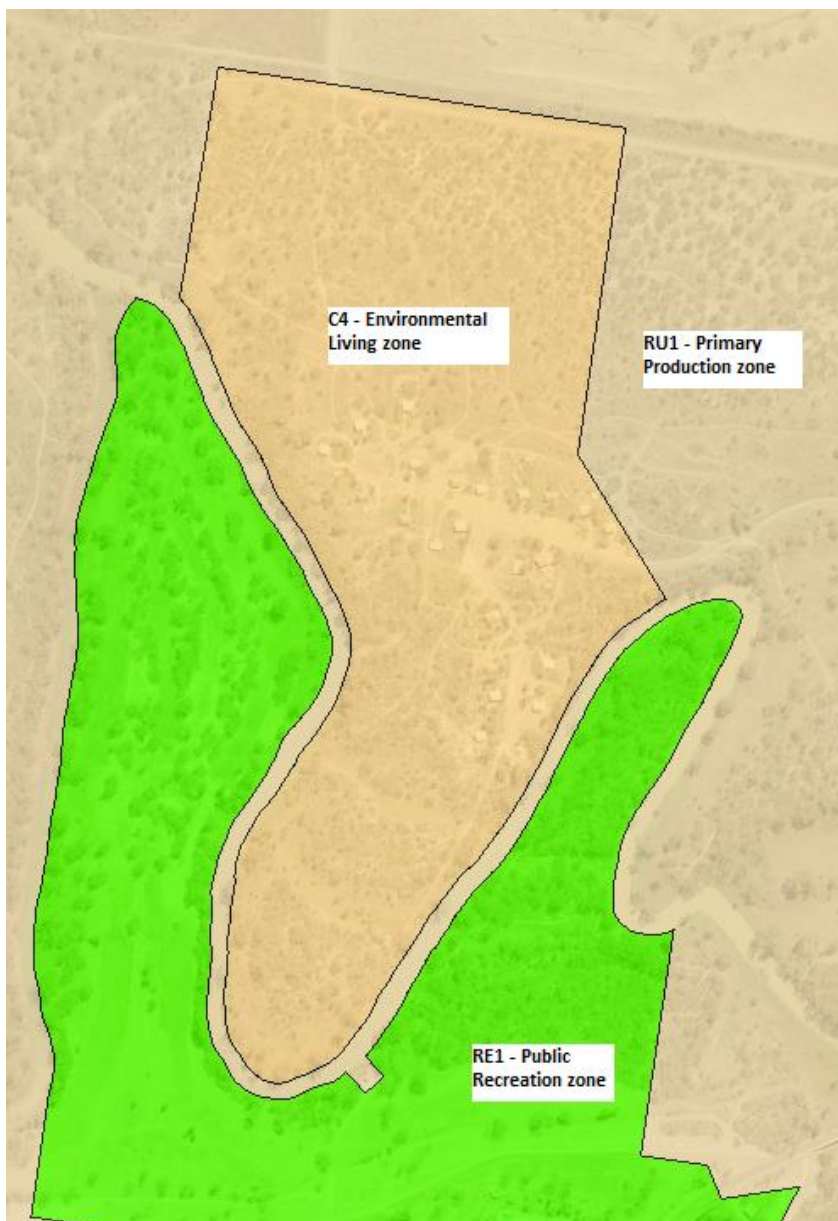 C4 - Environmental
Living zone
RU1 - Primary
Production zone
RE1 - Public
Recreation zone